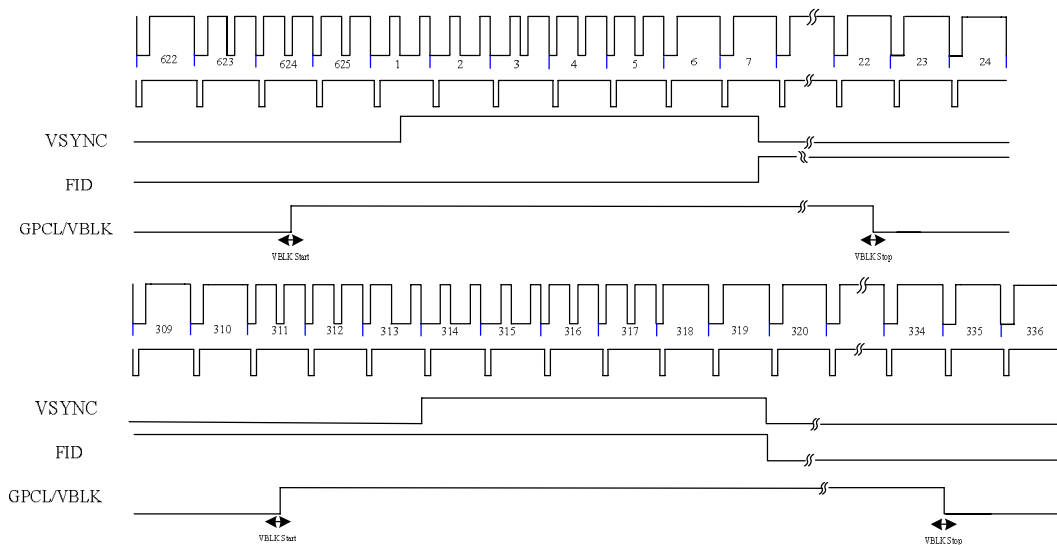 622 623 624 625 1 2 3 4 5 6 7 22 23 24
VSYNC
FID
GPCL/VBLK
VBLK Start VBLK Stop
309 310 311 312 313 314 315 316 317 318 319 320 334 335 336
VSYNC
FID
GPCL/VBLK
VBLK Start VBLK Stop